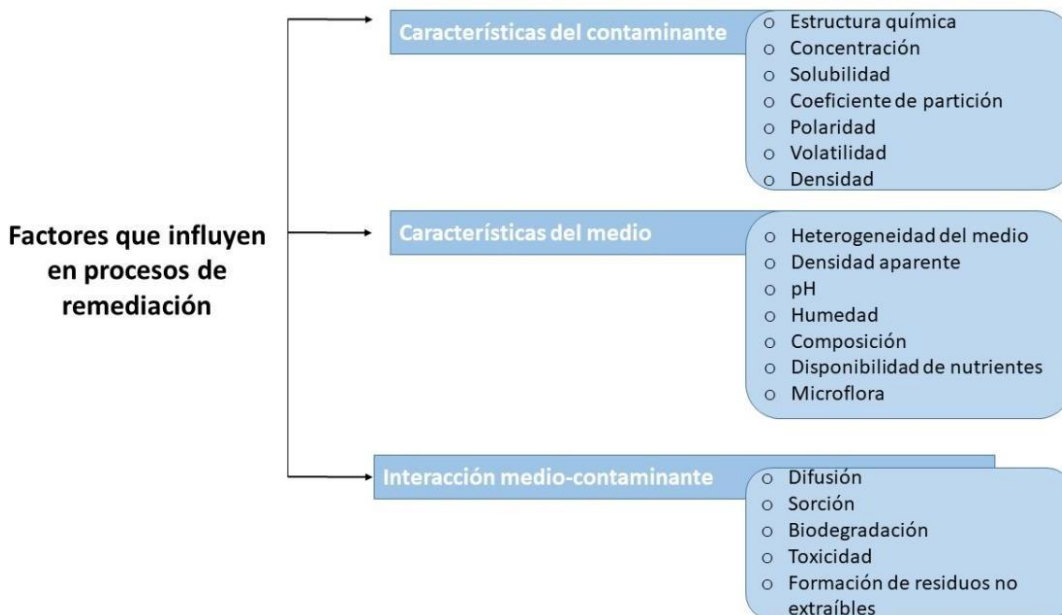 Factores que influyen
en procesos de
remediación
Características del contaminante
o Estructura química
o Concentración
o Solubilidad
o Coeficiente de partición
o Polaridad
o Volatilidad
o Densidad
Características del medio
o Heterogeneidad del medio
o Densidad aparente
o pH
o Humedad
o Composición
o Disponibilidad de nutrientes
o Microflora
Interacción medio-contaminante
o Difusión
o Sorción
o Biodegradación
o Toxicidad
o Formación de residuos no
extraíbles